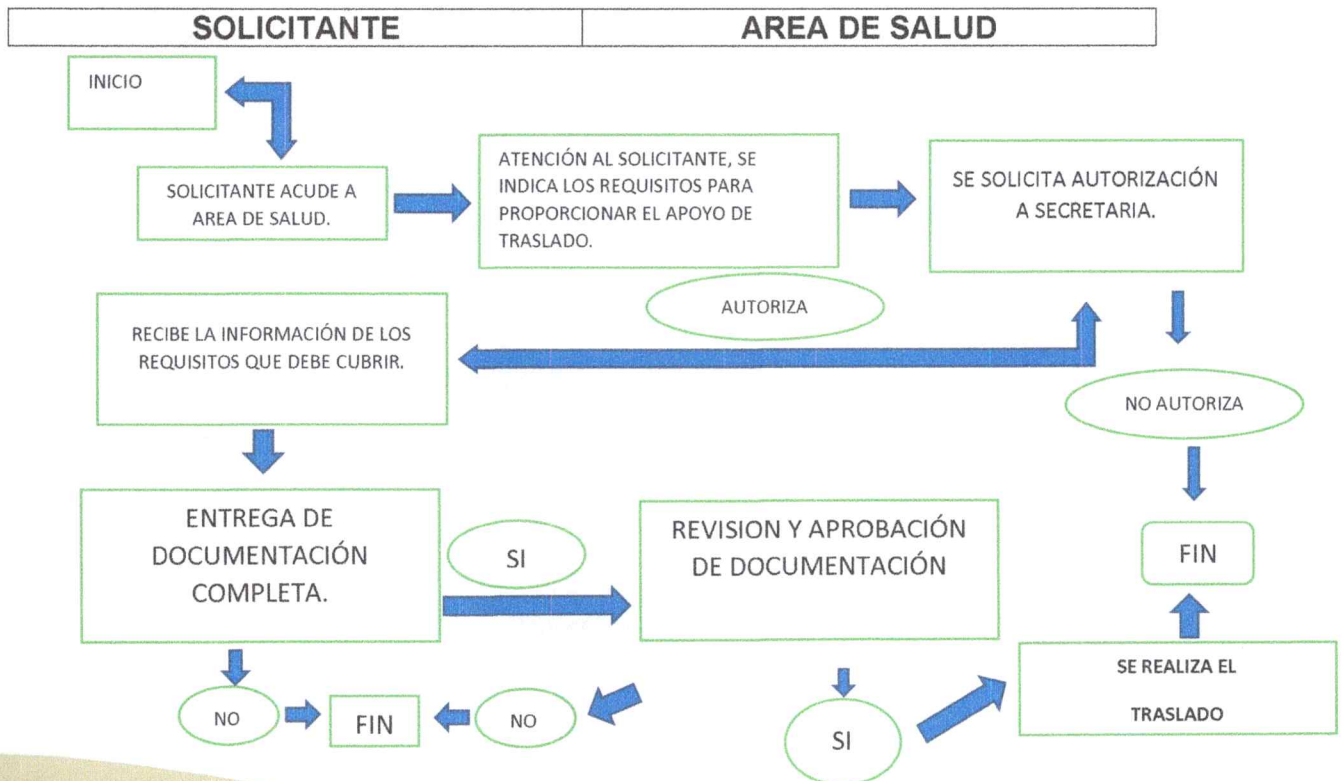 SOLICITANTE
AREA DE SALUD
INICIO
SOLICITANTE ACUDE A
AREA DE SALUD.
ATENCIÓN AL SOLICITANTE, SE
INDICA LOS REQUISITOS PARA
PROPORCIONAR EL APOYO DE
TRASLADO.
SE SOLICITA AUTORIZACIÓN
A SECRETARIA.
AUTORIZA
RECIBE LA INFORMACIÓN DE LOS
REQUISITOS QUE DEBE CUBRIR.
NO AUTORIZA
ENTREGA DE
DOCUMENTACIÓN
COMPLETA.
SI
REVISION Y APROBACIÓN
DE DOCUMENTACIÓN
FIN
SE REALIZA EL
TRASLADO
NO
FIN
NO
SI